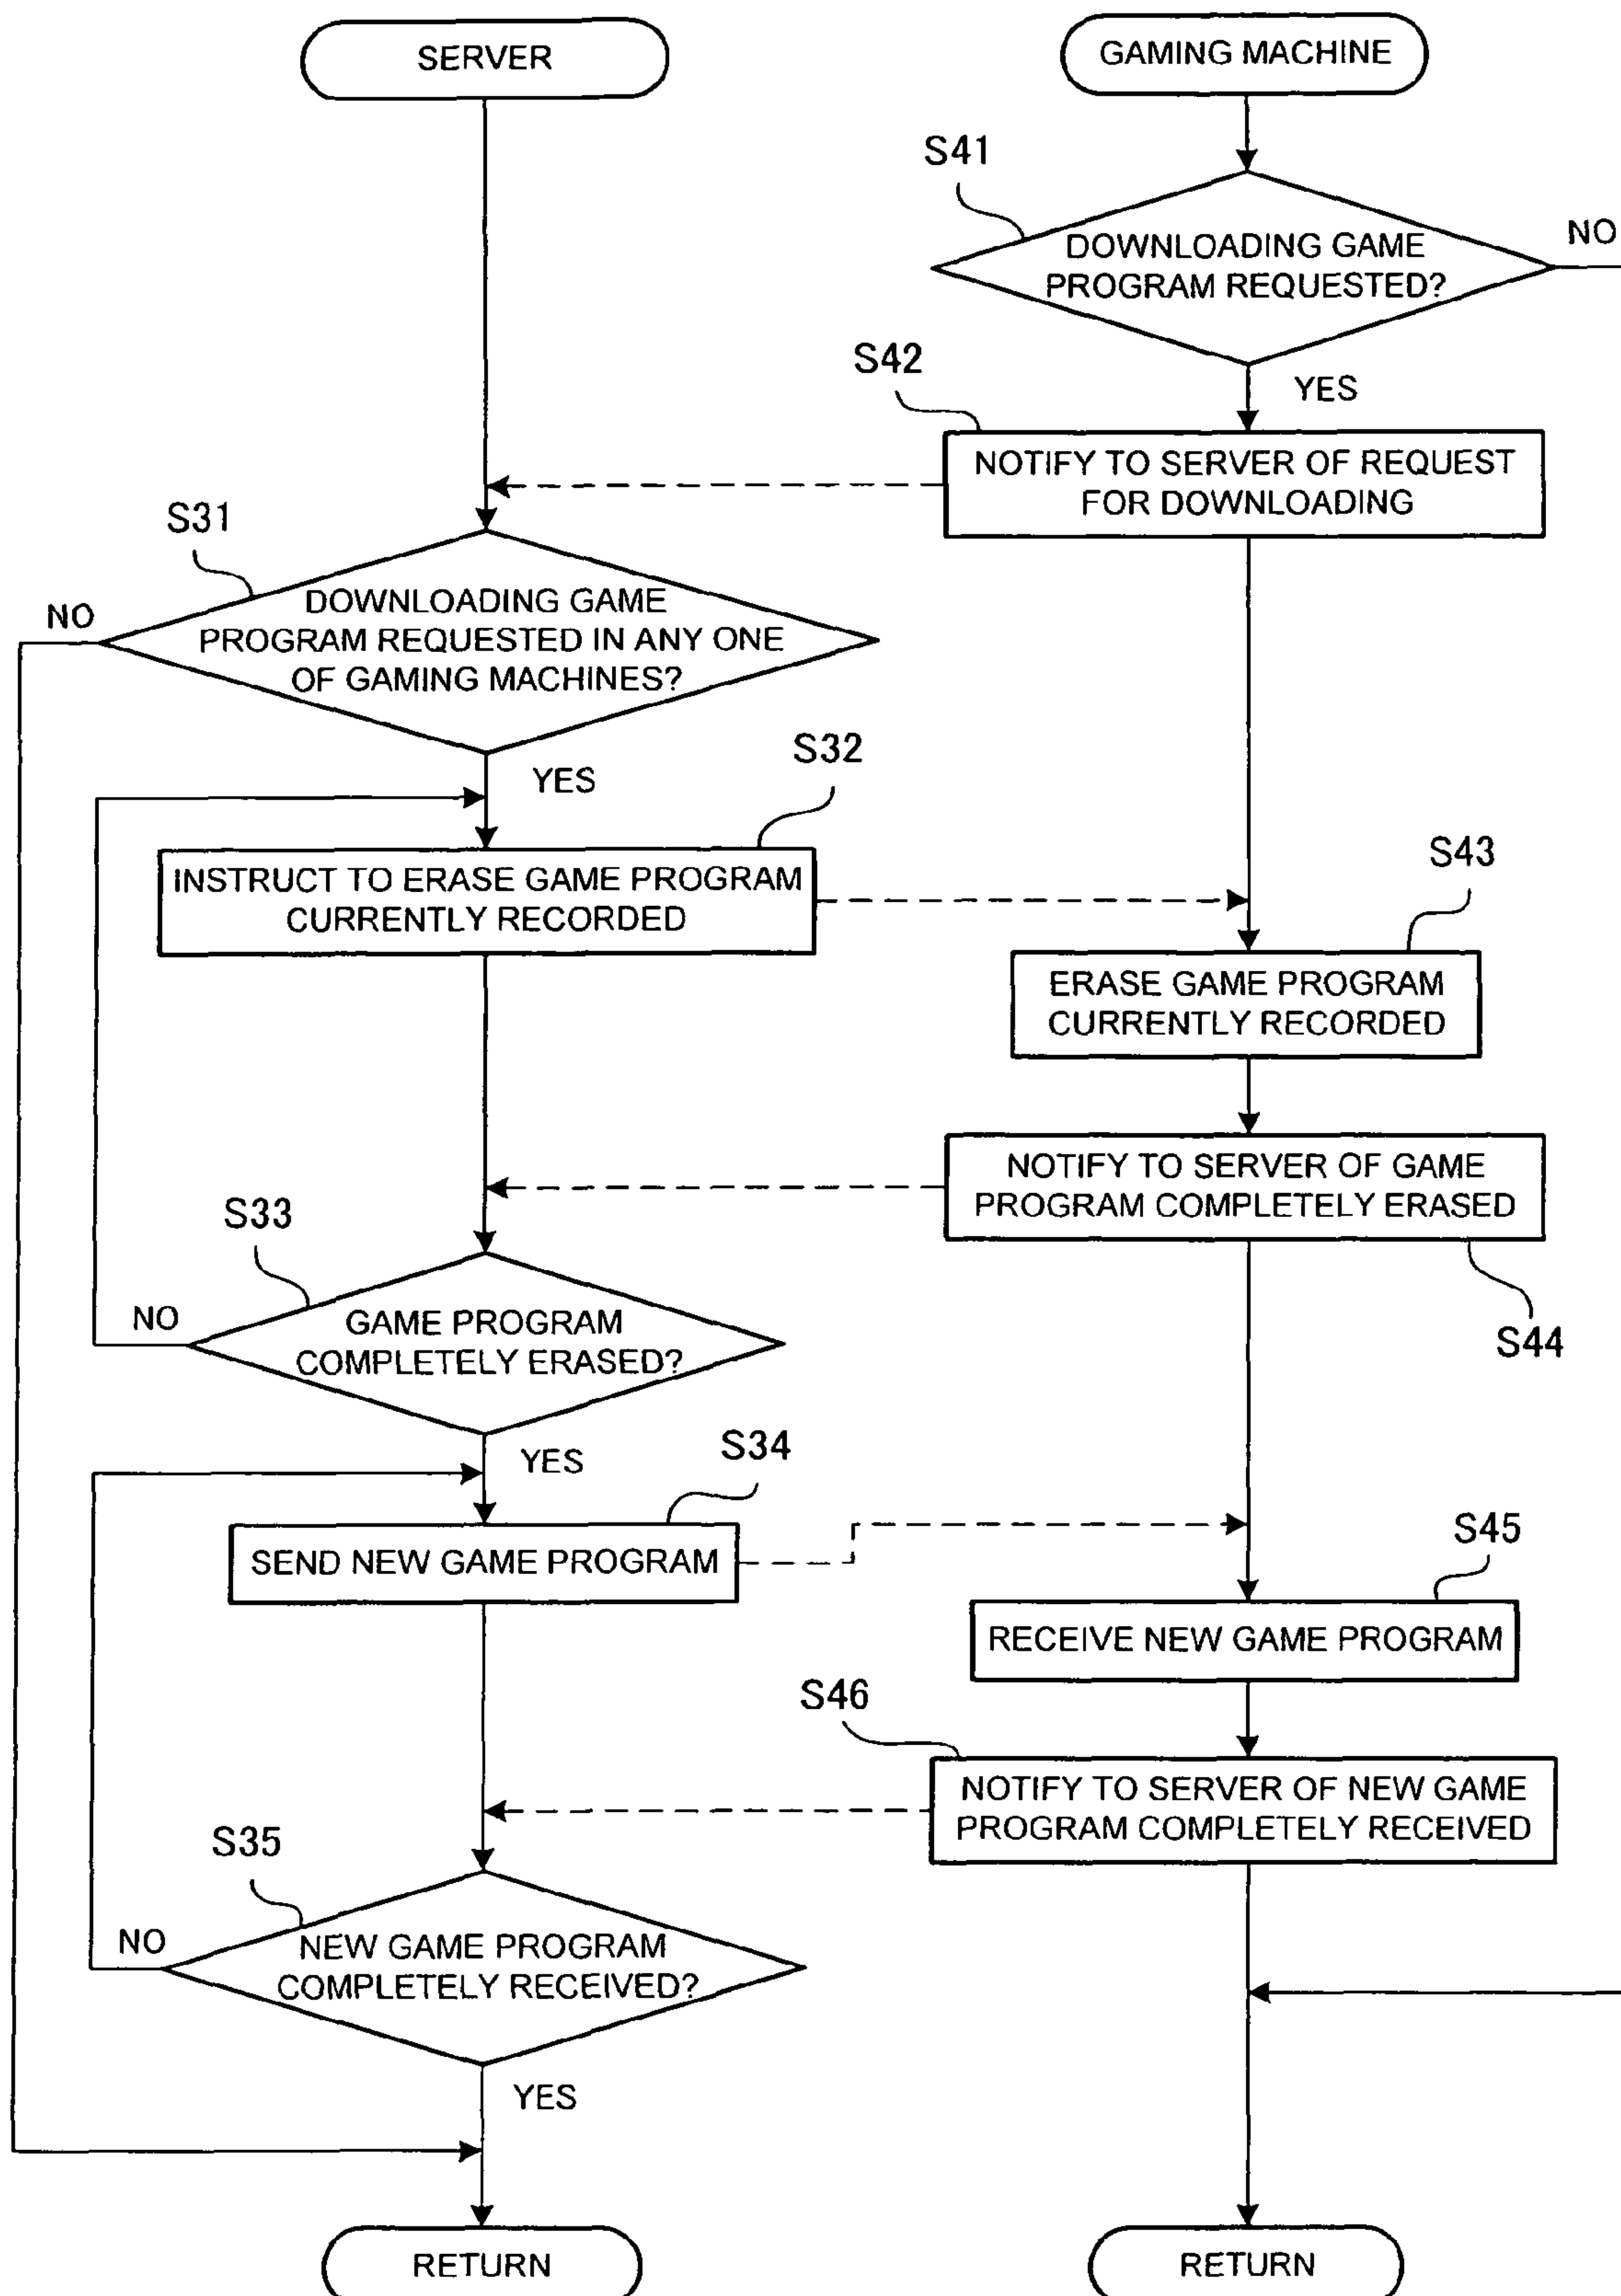 SERVER
GAMING MACHINE
S41
DOWNLOADING GAME
PROGRAM REQUESTED?
NO
S42
YES
NOTIFY TO SERVER OF REQUEST
FOR DOWNLOADING
S31
NO
DOWNLOADING GAME
PROGRAM REQUESTED IN ANY ONE
OF GAMING MACHINES?
S32
YES
INSTRUCT TO ERASE GAME PROGRAM
CURRENTLY RECORDED
S43
ERASE GAME PROGRAM
CURRENTLY RECORDED
NOTIFY TO SERVER OF GAME
PROGRAM COMPLETELY ERASED
S44
S33
NO
GAME PROGRAM
COMPLETELY ERASED?
YES
S34
SEND NEW GAME PROGRAM
S45
RECEIVE NEW GAME PROGRAM
S46
NOTIFY TO SERVER OF NEW GAME
PROGRAM COMPLETELY RECEIVED
S35
NO
NEW GAME PROGRAM
COMPLETELY RECEIVED?
YES
RETURN
RETURN